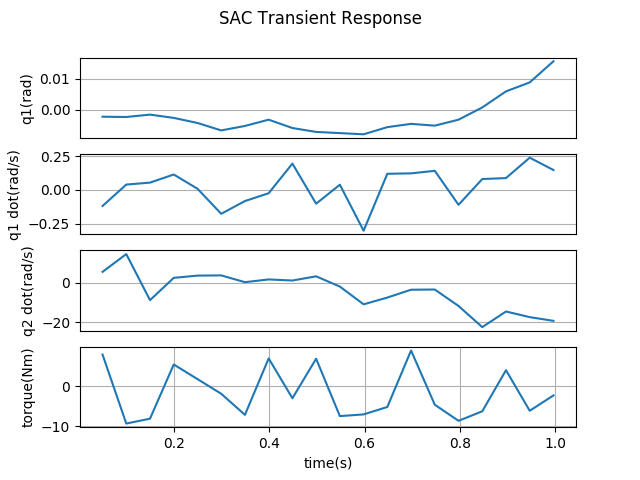 SAC Transient Response
q1(rad)
0.01
0.00
q1 dot(rad/s)
0.25
0.00
−0.25
q2 dot(rad/s)
0
−20
torque(Nm)
0
−10
0.2 0.4 0.6 0.8 1.0
time(s)